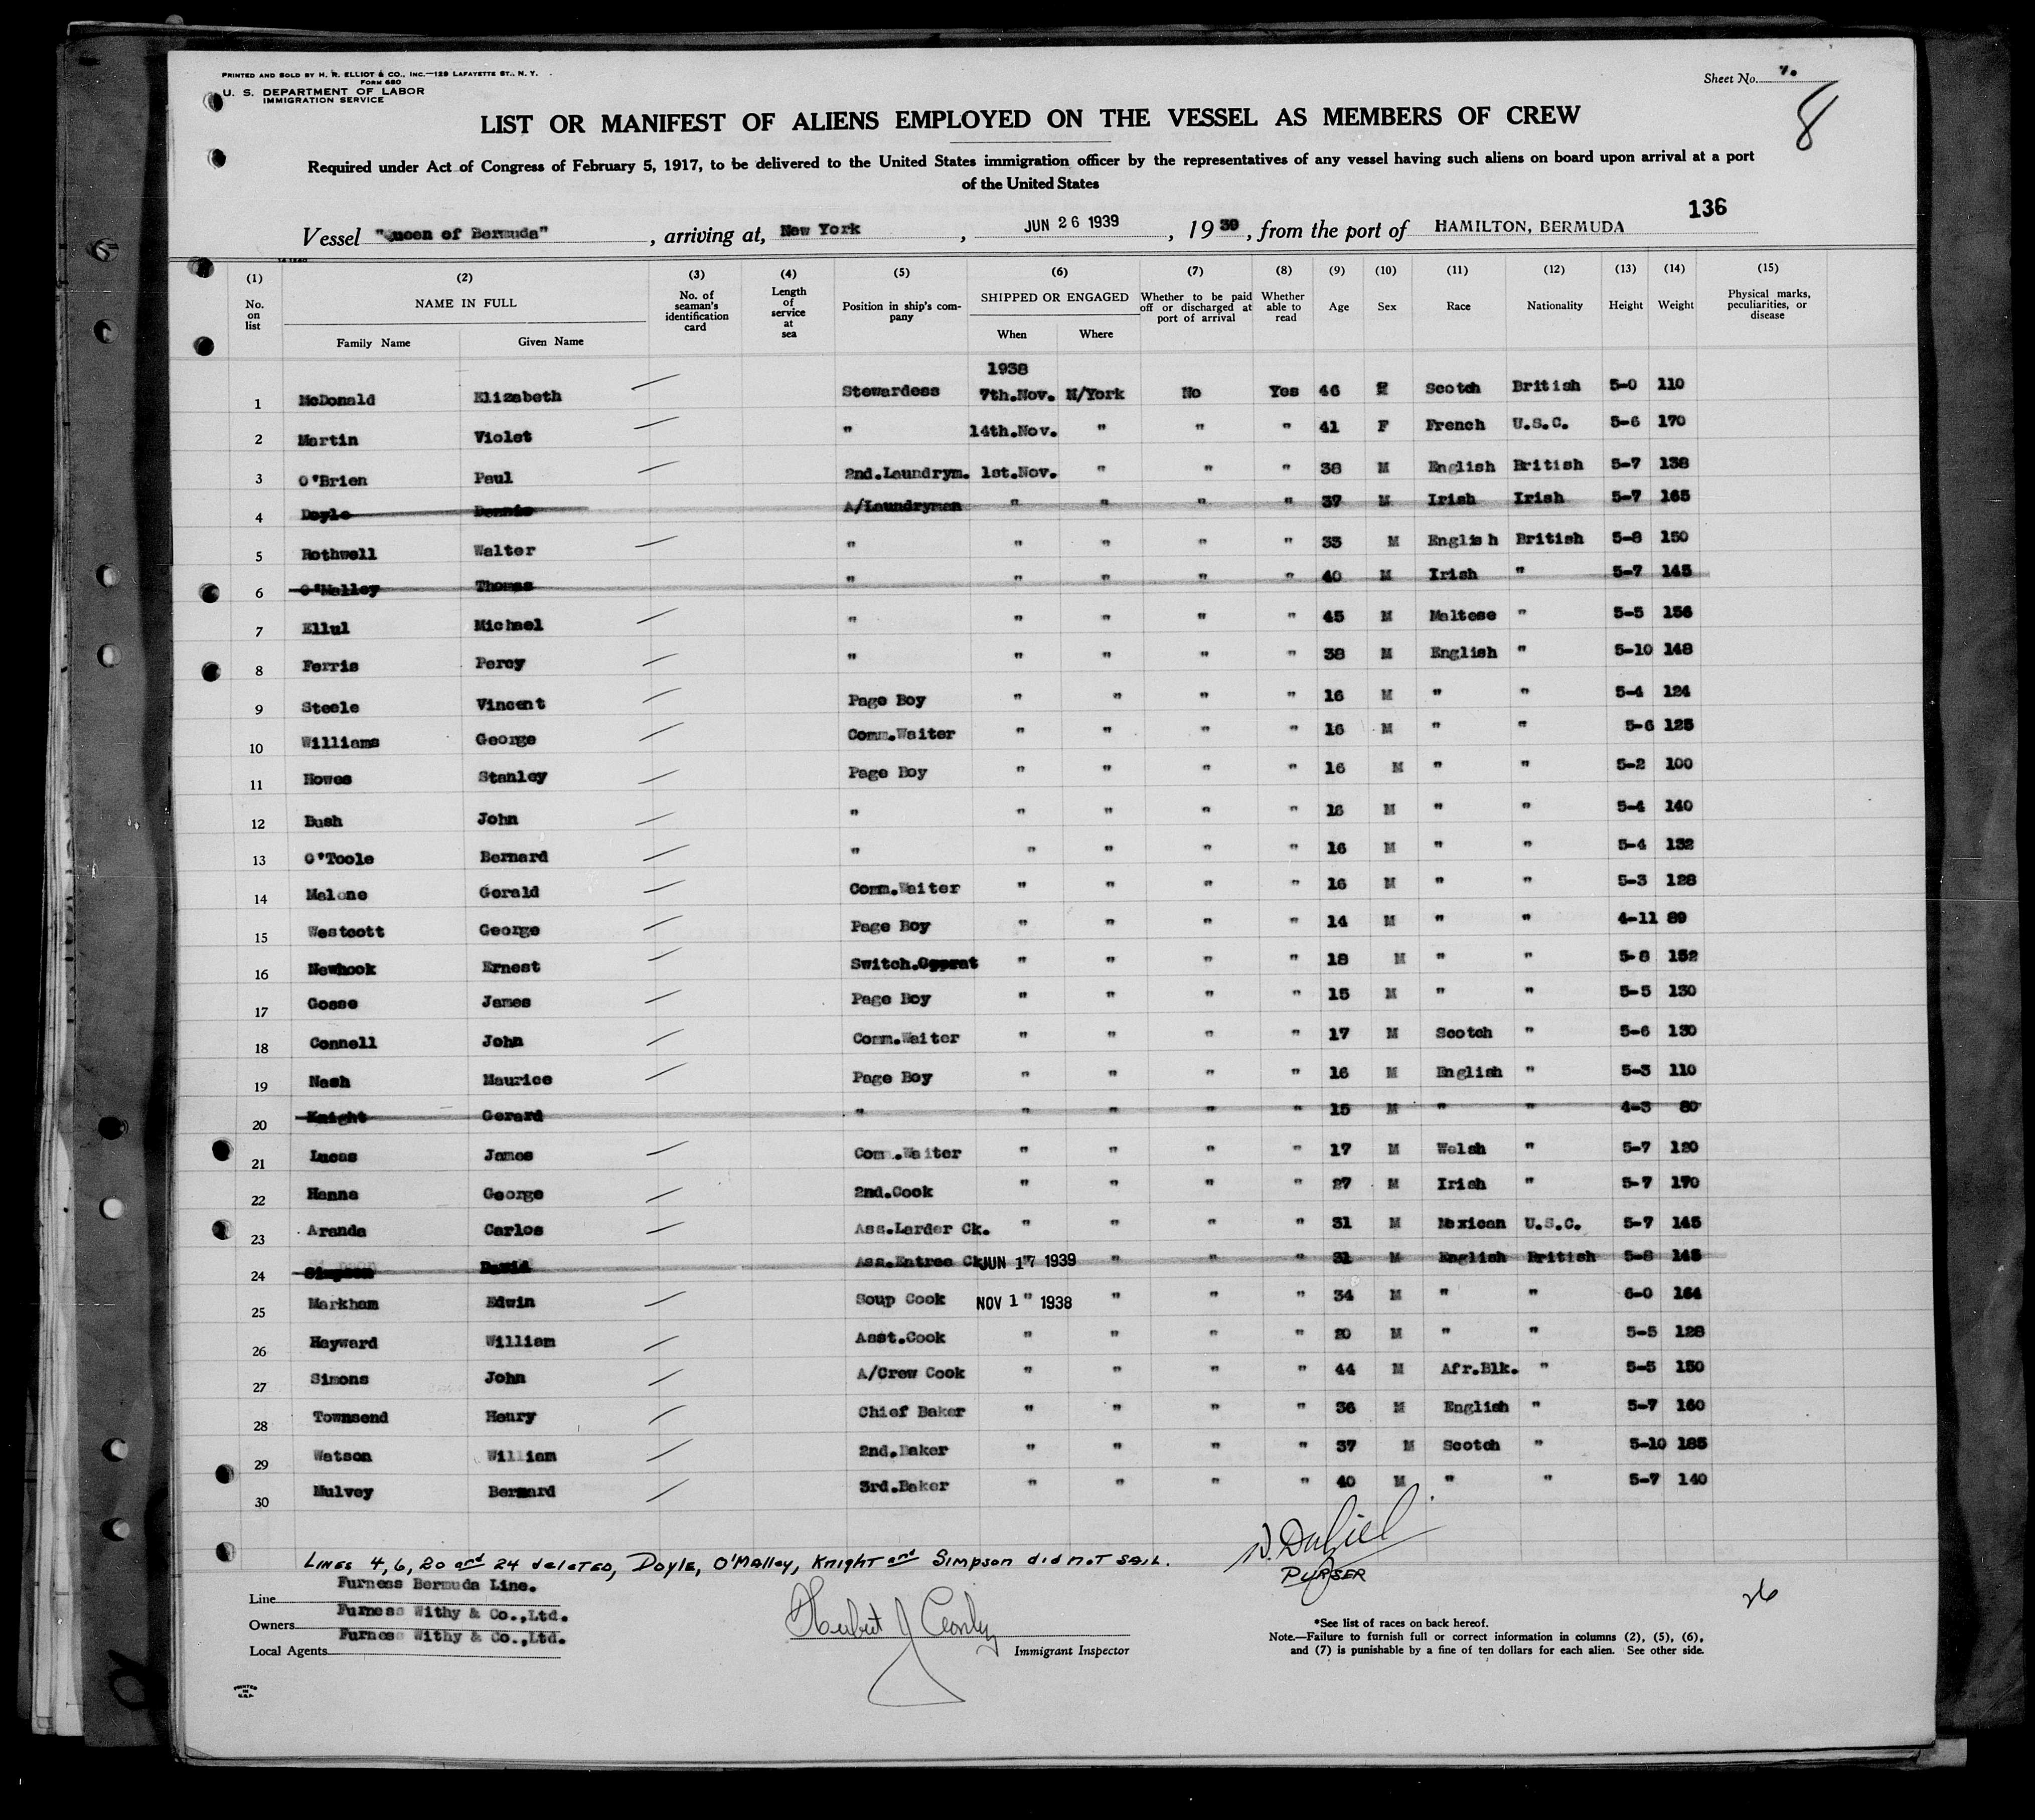 PRINTED AND SOLD BY H. R. ELLIOT & CO., INC.—129 LAFAYETTE ST., N. Y.
FORM 680
U. S. DEPARTMENT OF LABOR
IMMIGRATION SERVICE
Sheet No. 7.
8
LIST OR MANIFEST OF ALIENS EMPLOYED ON THE VESSEL AS MEMBERS OF CREW
Required under Act of Congress of February 5, 1917, to be delivered to the United States immigration officer by the representatives of any vessel having such aliens on board upon arrival at a port
of the United States
136
Vessel "Queen of Bermuda", arriving at, New York, JUN 26 1939, 1939, from the port of HAMILTON, BERMUDA
(1) (2) (3) (4) (5) (6) (7) (8) (9) (10) (11) (12) (13) (14) (15)
No. on list NAME IN FULL No. of seaman's identification card Length of service at sea Position in ship's company SHIPPED OR ENGAGED Whether to be paid off or discharged at port of arrival Whether able to read Age Sex Race Nationality Height Weight Physical marks, peculiarities, or disease
Family Name Given Name When Where
1938
1 McDonald Elizabeth Stewardess 7th.Nov. N/York No Yes 46 F Scotch British 5-0 110
2 Martin Violet " 14th.Nov. " " " 41 F French U.S.C. 5-6 170
3 O'Brien Paul 2nd.Laundrym. 1st.Nov. " " " 38 M English British 5-7 138
4 Doyle Dennis A/Laundryman " " " " 37 M Irish Irish 5-7 165
5 Rothwell Walter " " " " " 33 M English British 5-8 150
6 O'Malley Thomas " " " " " 40 M Irish " 5-7 145
7 Ellul Michael " " " " " 45 M Maltese " 5-5 156
8 Ferris Percy " " " " " 38 M English " 5-10 148
9 Steele Vincent Page Boy " " " " 16 M " " 5-4 124
10 Williams George Comm.Waiter " " " " 16 M " " 5-6 125
11 Howes Stanley Page Boy " " " " 16 M " " 5-2 100
12 Bush John " " " " " 16 M " " 5-4 140
13 O'Toole Bernard " " " " " 16 M " " 5-4 132
14 Malone Gerald Comm.Waiter " " " " 16 M " " 5-3 128
15 Westcott George Page Boy " " " " 14 M " " 4-11 89
16 Newhook Ernest Switch. " " " " 18 M " " 5-8 152
17 Gosse James Page Boy " " " " 15 M " " 5-5 130
18 Connell John Comm.Waiter " " " " 17 M Scotch " 5-6 130
19 Nash Maurice Page Boy " " " " 16 M English " 5-3 110
20 Knight Gerard " " " " " 15 M " " 4-3 80
21 Lucas James Comm.Waiter " " " " 17 M Welsh " 5-7 120
22 Hanna George 2nd.Cook " " " " 27 M Irish " 5-7 170
23 Aranda Carlos Ass.Larder Ck. " " " " 31 M Mexican U.S.C. 5-7 145
24 Simpson David Ass.Entree Ck. JUN 17 1939 " " " 31 M English British 5-8 145
25 Markham Edwin Soup Cook NOV 1 " 1938 " " " 34 M " " 6-0 164
26 Hayward William Asst.Cook " " " " 20 M " " 5-5 128
27 Simons John A/Crew Cook " " " " 44 M Afr.Blk. " 5-5 150
28 Townsend Henry Chief Baker " " " " 36 M English " 5-7 160
29 Watson William 2nd.Baker " " " " 37 M Scotch " 5-10 185
30 Mulvey Bernard 3rd.Baker " " " " 40 M " " 5-7 140
LINES 4, 6, 20 and 24 deleted, Doyle, O'Malley, Knight and Simpson did not sail.
N. Dalziel
PURSER
26
Line Furness Bermuda Line.
Owners Furness Withy & Co.,Ltd.
Local Agents Furness Withy & Co.,Ltd.
Immigrant Inspector
*See list of races on back hereof.
Note.—Failure to furnish full or correct information in columns (2), (5), (6),
and (7) is punishable by a fine of ten dollars for each alien. See other side.
PRINTED
IN
U.S.A.